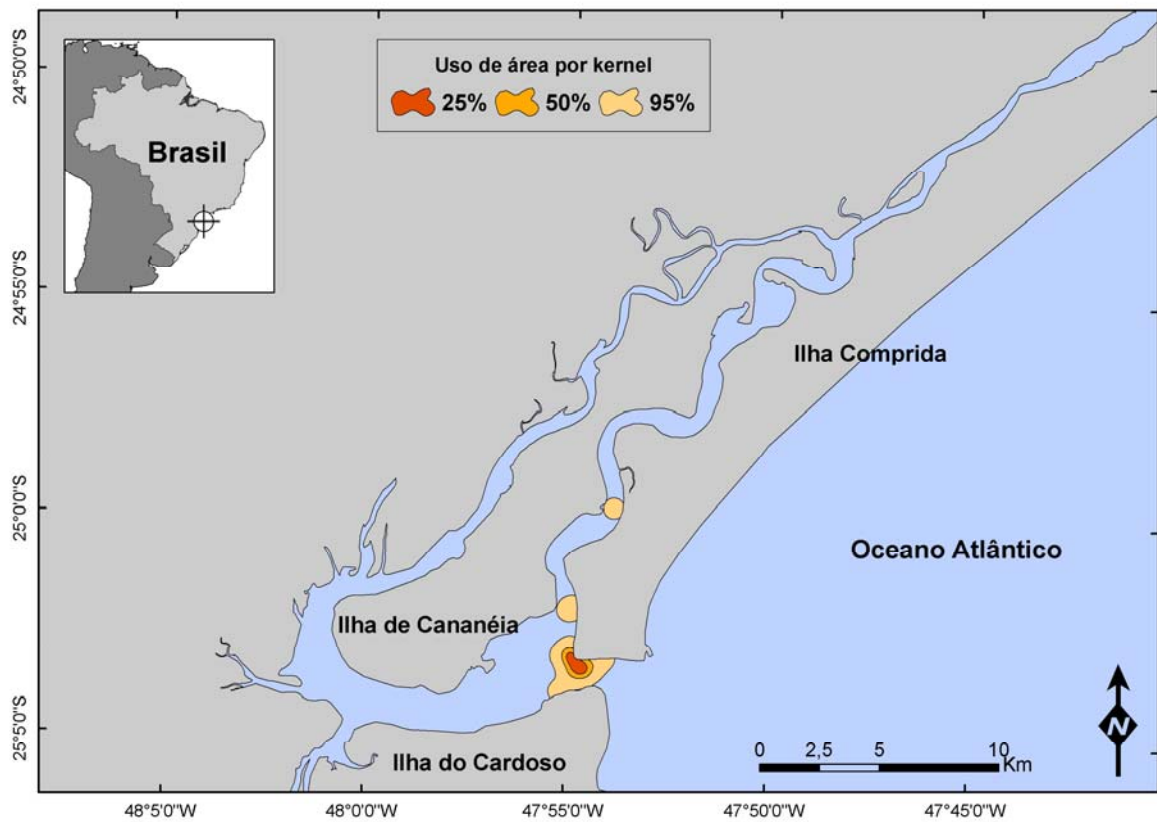 Brasil
Uso de área por kernel
25% 50% 95%
24°50'0"S
24°55'0"S
25°0'0"S
25°5'0"S
Ilha Comprida
Oceano Atlântico
Ilha de Cananéia
Ilha do Cardoso
N
0 2,5 5 10
Km
48°5'0"W 48°0'0"W 47°55'0"W 47°50'0"W 47°45'0"W